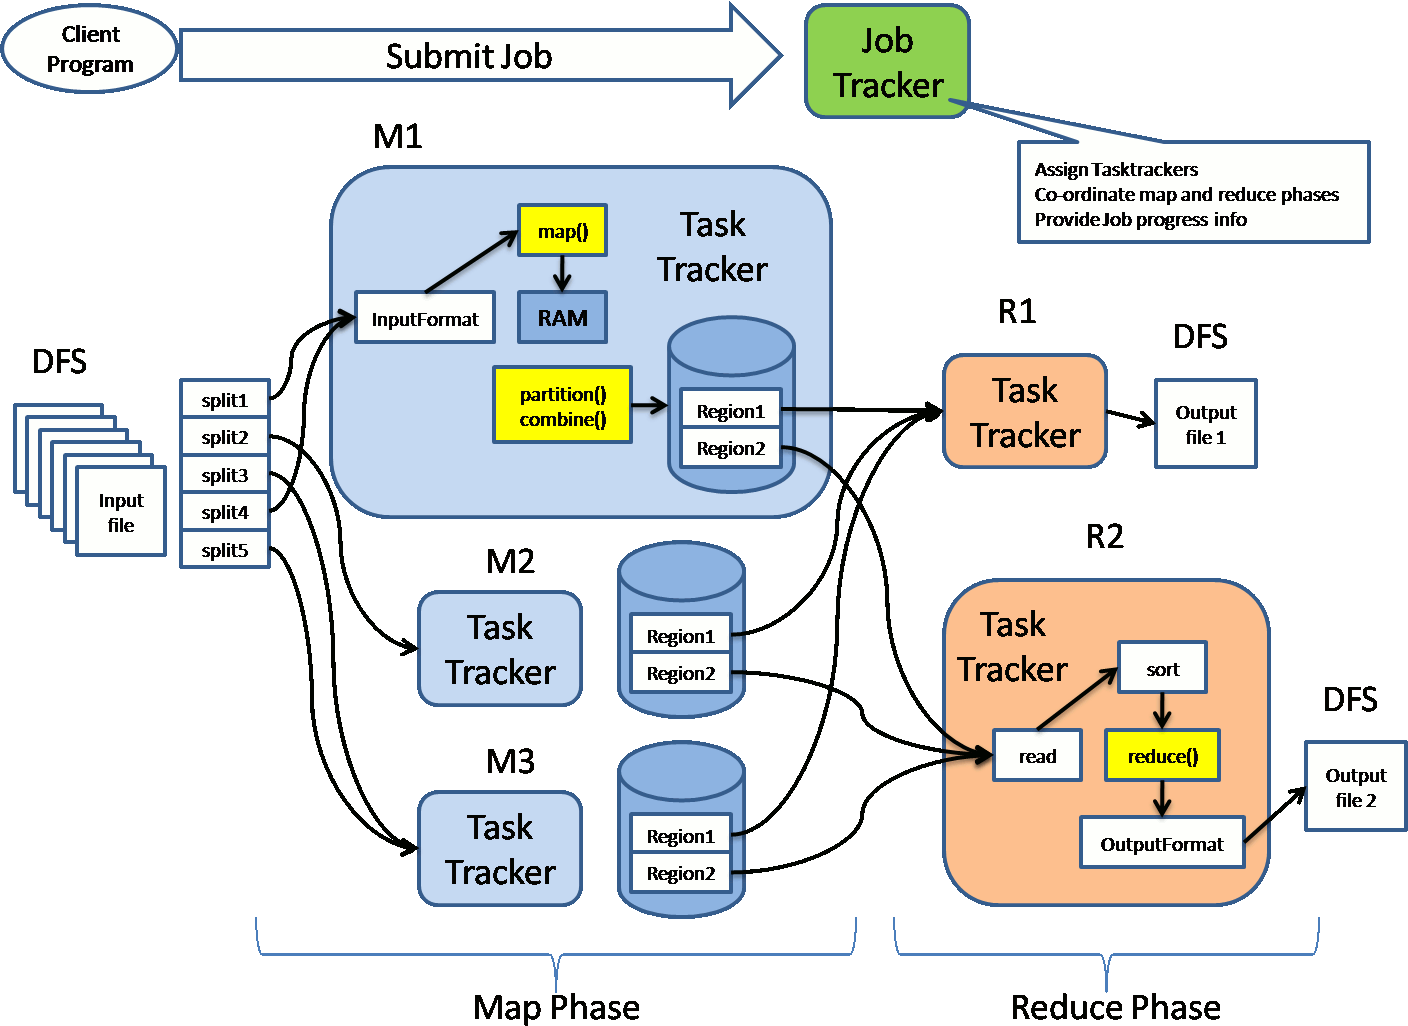 Client
Program
Submit Job
Job
Tracker
Assign Tasktrackers
Co-ordinate map and reduce phases
Provide Job progress info
M1
Task
Tracker
map()
InputFormat
RAM
partition()
combine()
Region1
Region2
DFS
Input
file
split1
split2
split3
split4
split5
M2
Task
Tracker
Region1
Region2
M3
Task
Tracker
Region1
Region2
R1
Task
Tracker
DFS
Output
file 1
R2
Task
Tracker
sort
read
reduce()
OutputFormat
DFS
Output
file 2
Map Phase
Reduce Phase